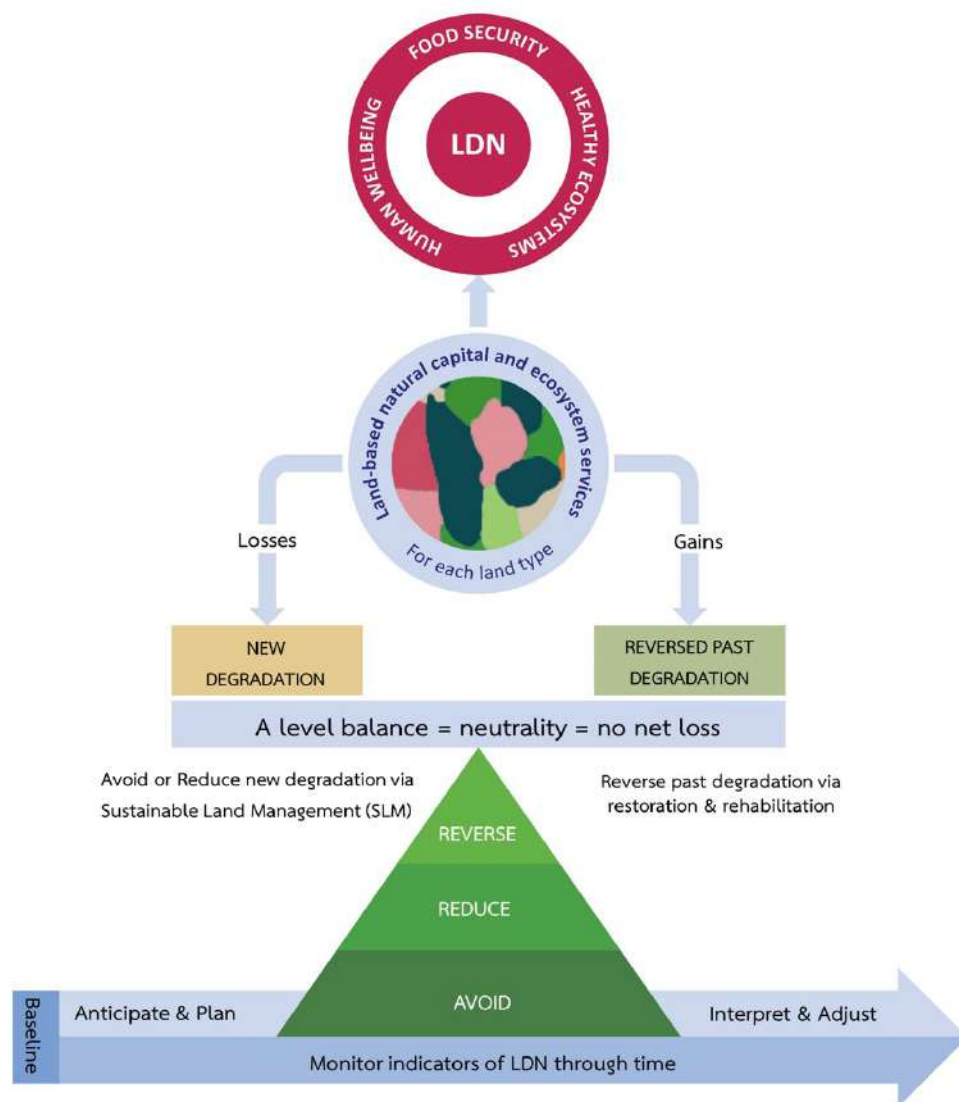 FOOD SECURITY
HUMAN WELLBEING
HEALTHY ECOSYSTEMS
LDN
Land-based natural capital and ecosystem services
For each land type
Losses
Gains
NEW
DEGRADATION
REVERSED PAST
DEGRADATION
A level balance = neutrality = no net loss
Avoid or Reduce new degradation via
Sustainable Land Management (SLM)
Reverse past degradation via
restoration & rehabilitation
REVERSE
REDUCE
AVOID
Baseline
Anticipate & Plan
Interpret & Adjust
Monitor indicators of LDN through time